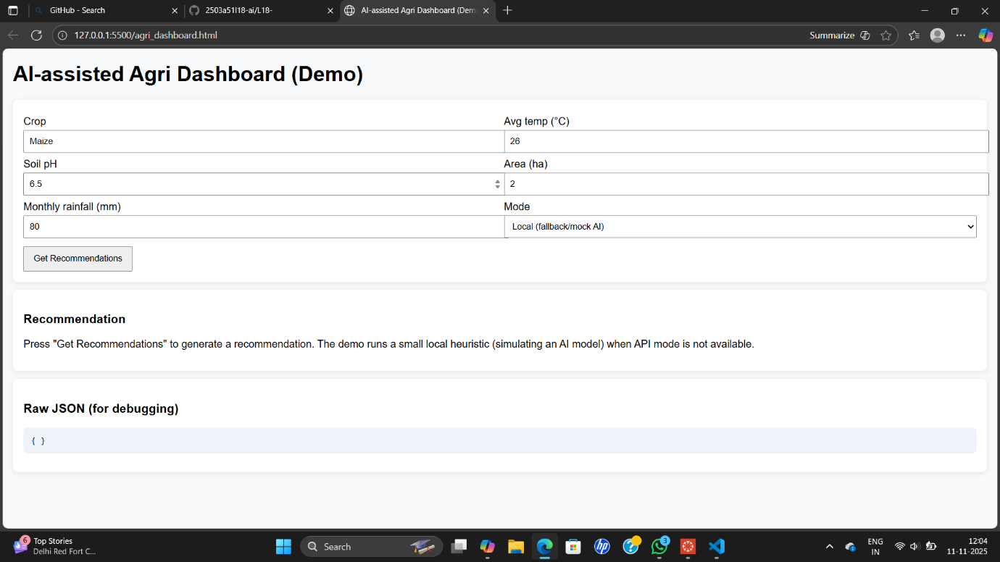 GitHub - Search
2503a51l18-ai/L18-
AI-assisted Agri Dashboard (Dem
127.0.0.1:5500/agri_dashboard.html
Summarize
AI-assisted Agri Dashboard (Demo)
Crop
Avg temp (°C)
Maize
26
Soil pH
Area (ha)
6.5
2
Monthly rainfall (mm)
Mode
80
Local (fallback/mock AI)
Get Recommendations
Recommendation
Press "Get Recommendations" to generate a recommendation. The demo runs a small local heuristic (simulating an AI model) when API mode is not available.
Raw JSON (for debugging)
{ }
6
Top Stories
Delhi Red Fort C...
Search
hp
?
3
ENG
IN
12:04
11-11-2025